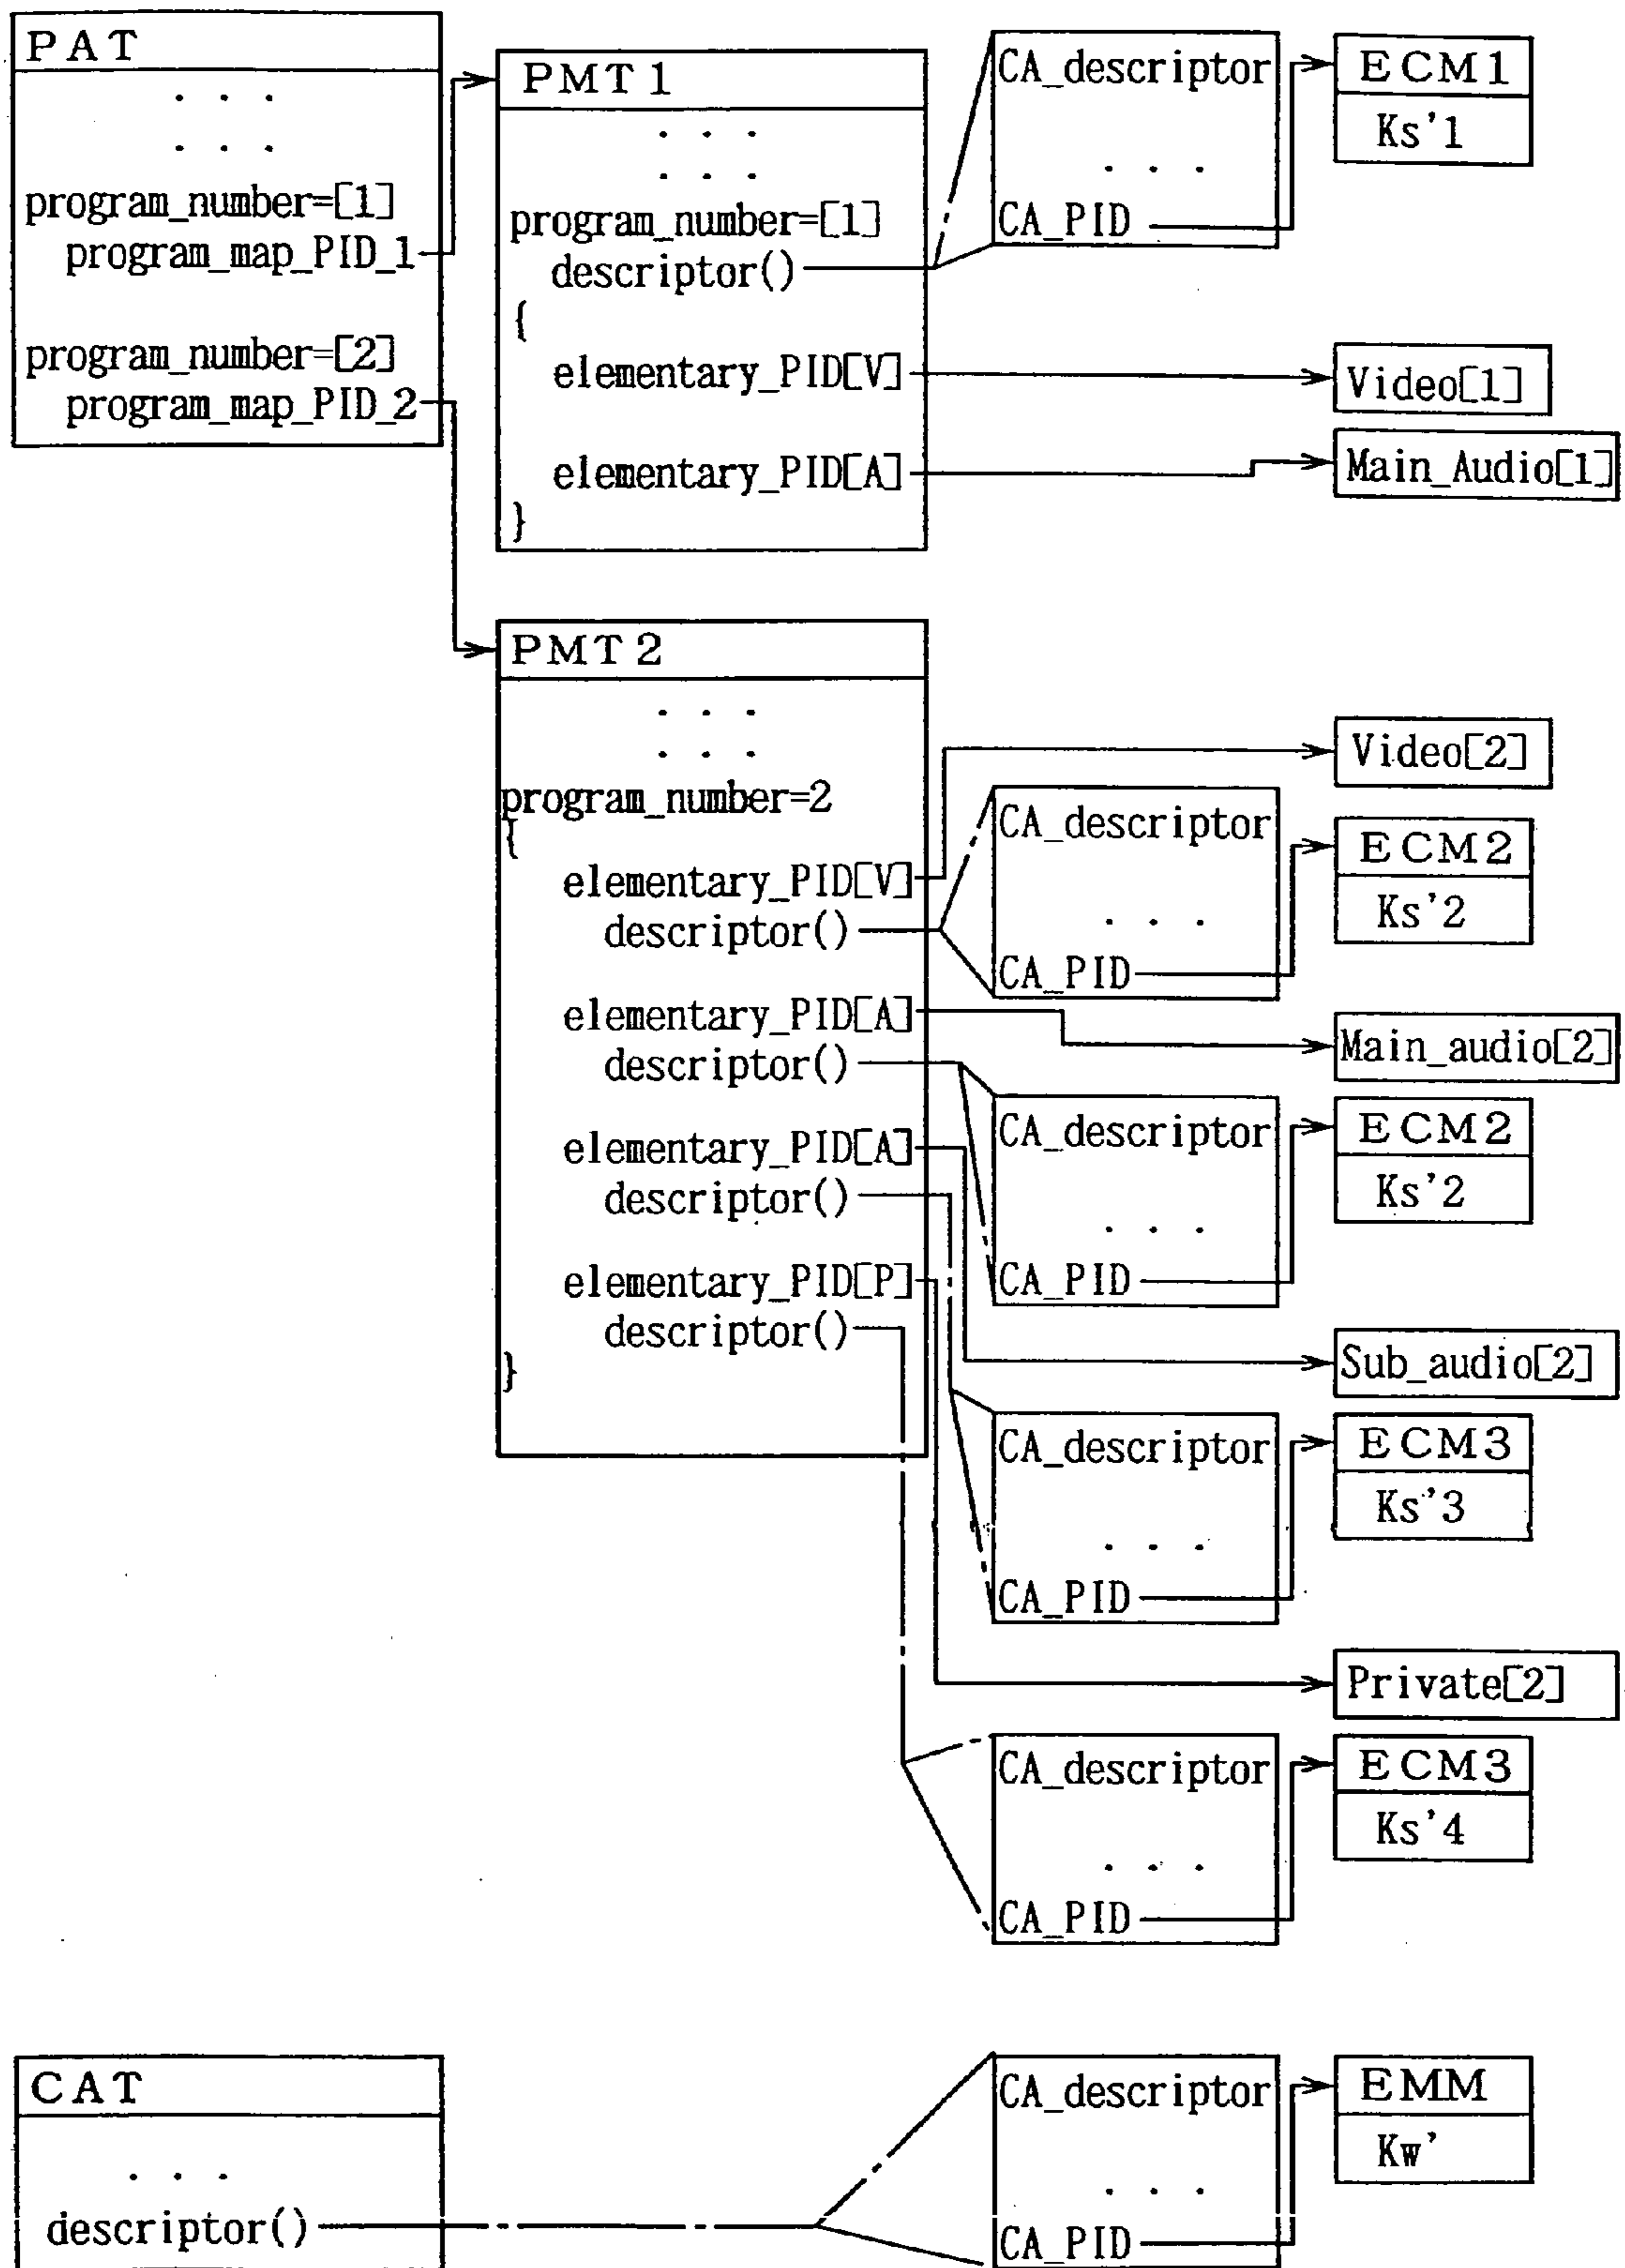 PAT
. . .
. . .
program_number=[1]
program_map_PID_1
program_number=[2]
program_map_PID_2
PMT1
. . .
. . .
program_number=[1]
descriptor()
{
elementary_PID[V]
elementary_PID[A]
}
CA_descriptor
. . .
CA_PID
ECM1
Ks'1
Video[1]
Main_Audio[1]
PMT2
. . .
. . .
program_number=2
{
elementary_PID[V]
descriptor()
elementary_PID[A]
descriptor()
elementary_PID[A]
descriptor()
elementary_PID[P]
descriptor()
}
Video[2]
CA_descriptor
. . .
CA_PID
ECM2
Ks'2
Main_audio[2]
CA_descriptor
. . .
CA_PID
ECM2
Ks'2
Sub_audio[2]
CA_descriptor
. . .
CA_PID
ECM3
Ks'3
Private[2]
CA_descriptor
. . .
CA_PID
ECM3
Ks'4
CAT
. . .
descriptor()
CA_descriptor
. . .
CA_PID
EMM
Kw'